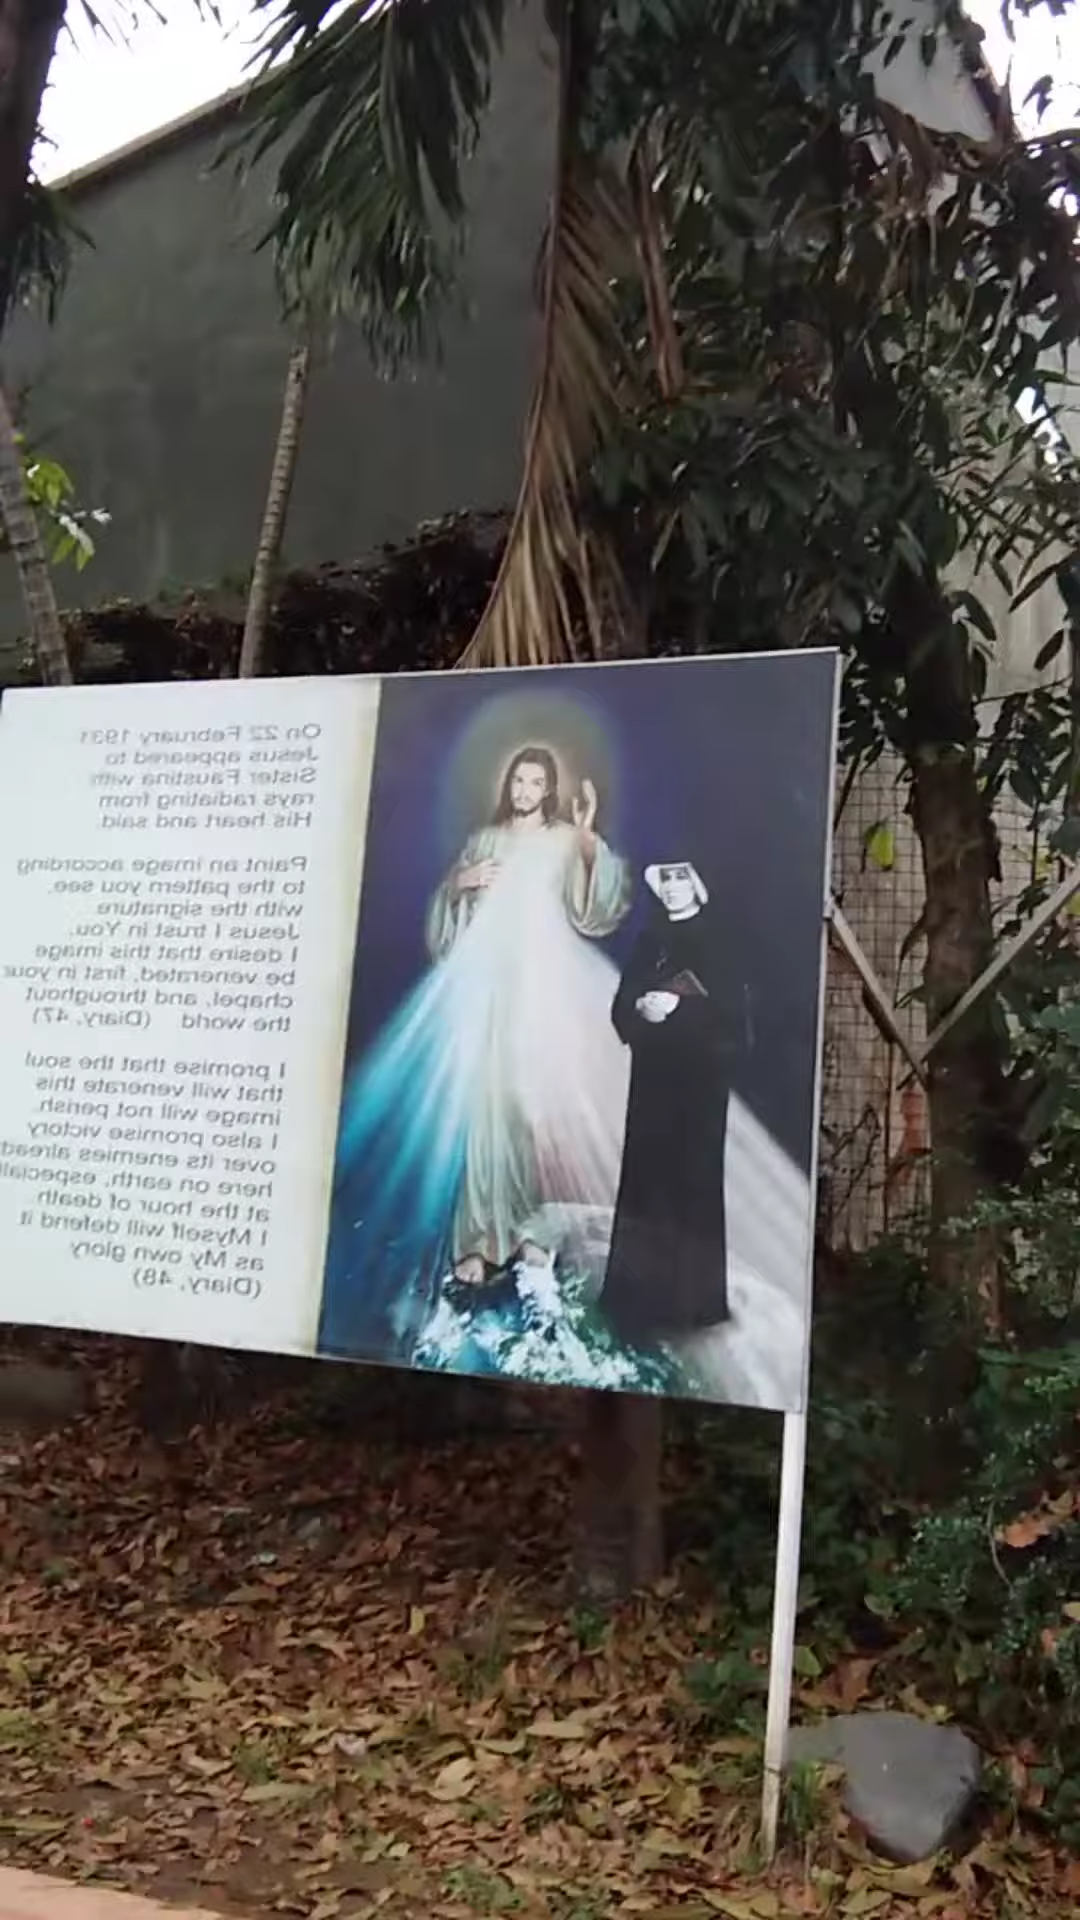 On 22 February 1931
Jesus appeared to
Sister Faustina with
rays radiating from
His heart and said:
Paint an image according
to the pattern you see,
with the signature
Jesus I trust in You.
I desire that this image
be venerated, first in your
chapel, and throughout
the world (Diary, 47)
I promise that the soul
that will venerate this
image will not perish.
I also promise victory
over its enemies already
here on earth, especially
at the hour of death
I Myself will defend it
as My own glory
(Diary, 48)